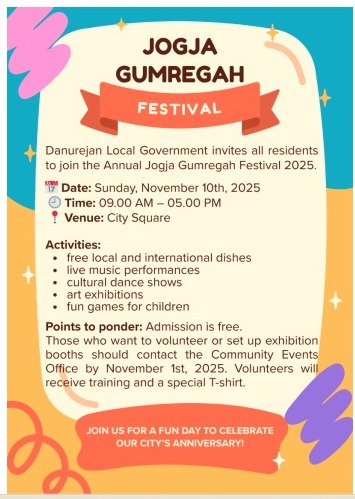 JOGJA
GUMREGAH
FESTIVAL
Danurejan Local Government invites all residents
to join the Annual Jogja Gumregah Festival 2025.
📅 Date: Sunday, November 10th, 2025
🕘 Time: 09.00 AM – 05.00 PM
📍 Venue: City Square
Activities:
• free local and international dishes
• live music performances
• cultural dance shows
• art exhibitions
• fun games for children
Points to ponder: Admission is free.
Those who want to volunteer or set up exhibition
booths should contact the Community Events
Office by November 1st, 2025. Volunteers will
receive training and a special T-shirt.
JOIN US FOR A FUN DAY TO CELEBRATE
OUR CITY'S ANNIVERSARY!